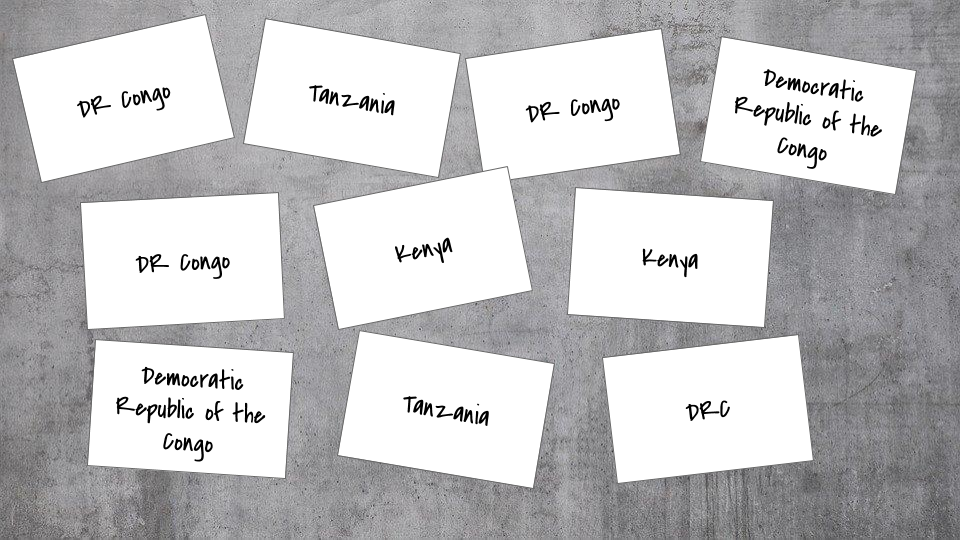 DR Congo
Tanzania
DR Congo
Democratic
Republic of the
Congo
DR Congo
Kenya
Kenya
Democratic
Republic of the
Congo
Tanzania
DRC